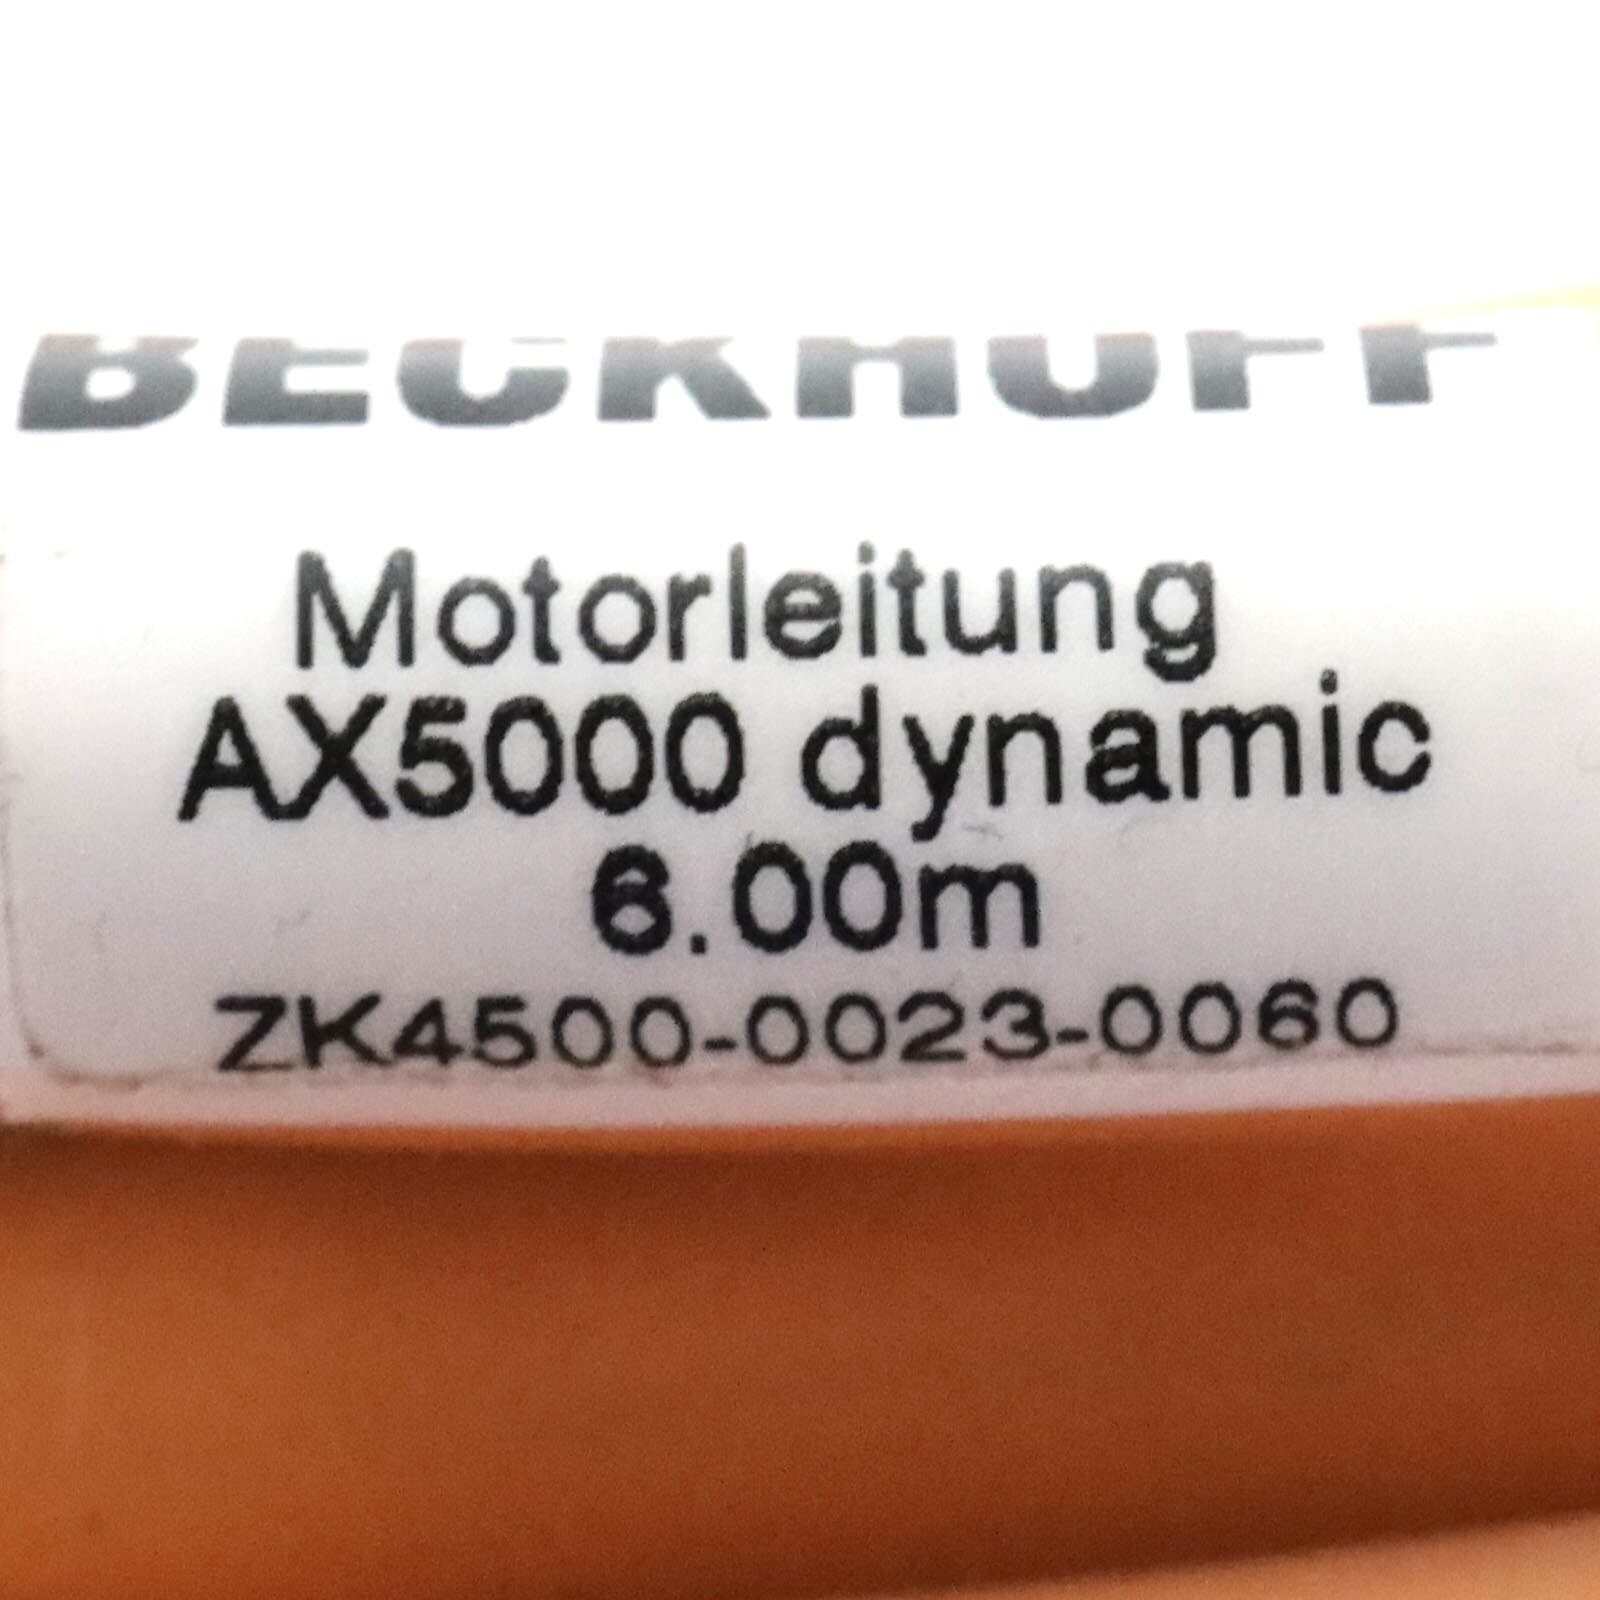 BECKHOFF
Motorleitung
AX5000 dynamic
6.00m
ZK4500-0023-0060